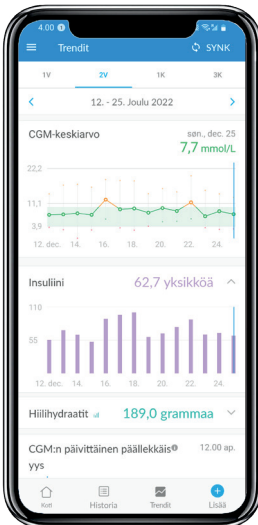 4.00
Trendit
SYNK
1V 2V 1K 3K
12. - 25. Joulu 2022
CGM-keskiarvo
søn., dec. 25
7,7 mmol/L
22,2
11,1
3,9
12. dec. 14. 16. 18. 20. 22. 24.
Insuliini 62,7 yksikköä
110
55
12. dec. 14. 16. 18. 20. 22. 24.
Hiilihydraatit 189,0 grammaa
CGM:n päivittäinen päällekkäis 12.00 ap.
yys
Koti Historia Trendit Lisää